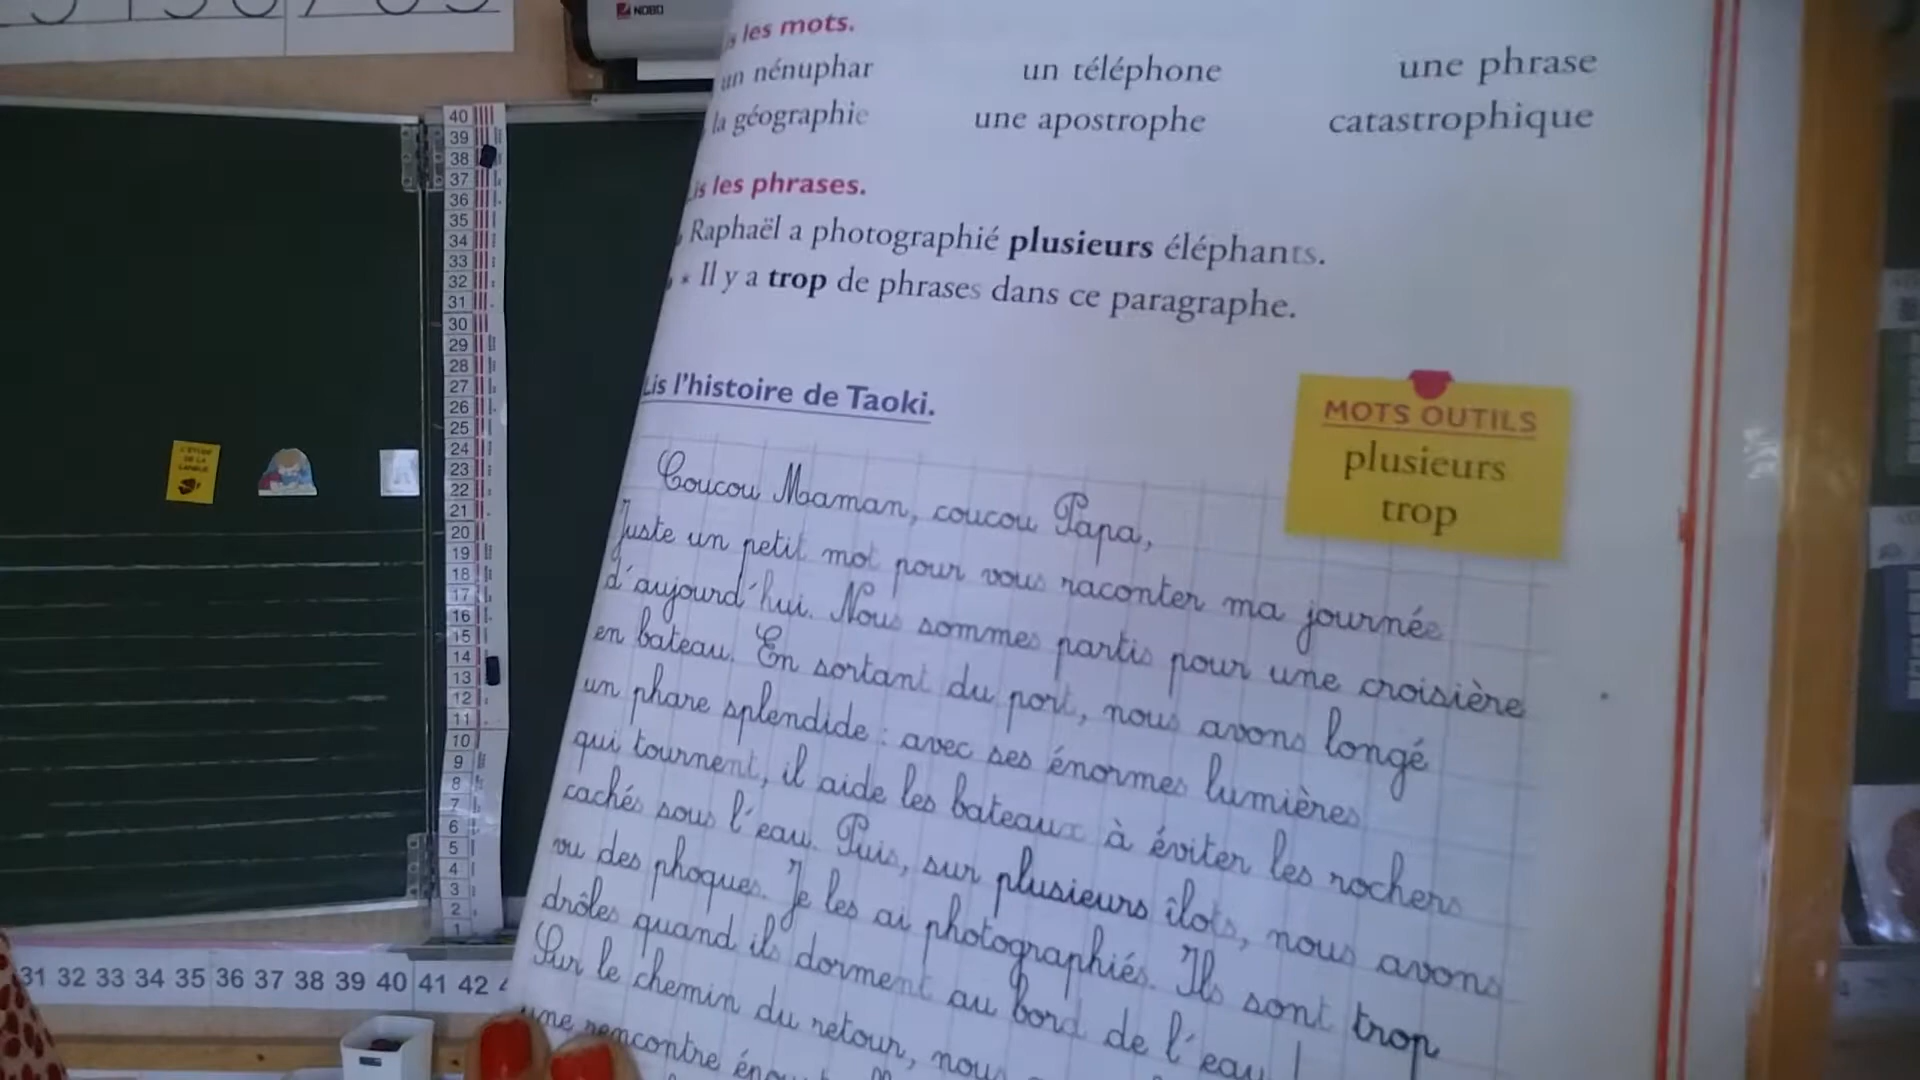 NOBO
les mots.
un nénuphar un téléphone une phrase
la géographie une apostrophe catastrophique
Lis les phrases.
Raphaël a photographié plusieurs éléphants.
* Il y a trop de phrases dans ce paragraphe.
Lis l'histoire de Taoki.
MOTS OUTILS
plusieurs
trop
Coucou Maman, coucou Papa,
Juste un petit mot pour vous raconter ma journée
d'aujourd'hui. Nous sommes partis pour une croisière
en bateau. En sortant du port, nous avons longé
un phare splendide : avec ses énormes lumières
qui tournent, il aide les bateaux à éviter les rochers
cachés sous l'eau. Puis, sur plusieurs îlots, nous avons
vu des phoques. Je les ai photographiés. Ils sont trop
drôles quand ils dorment au bord de l'eau !
Sur le chemin du retour, nous
une rencontre
40
39
38
37
36
35
34
33
32
31
30
29
28
27
26
25
24
23
22
21
20
19
18
17
16
15
14
13
12
11
10
9
8
7
6
5
4
3
2
1
L'ÉTUDE
DE LA
LANGUE
31 32 33 34 35 36 37 38 39 40 41 42